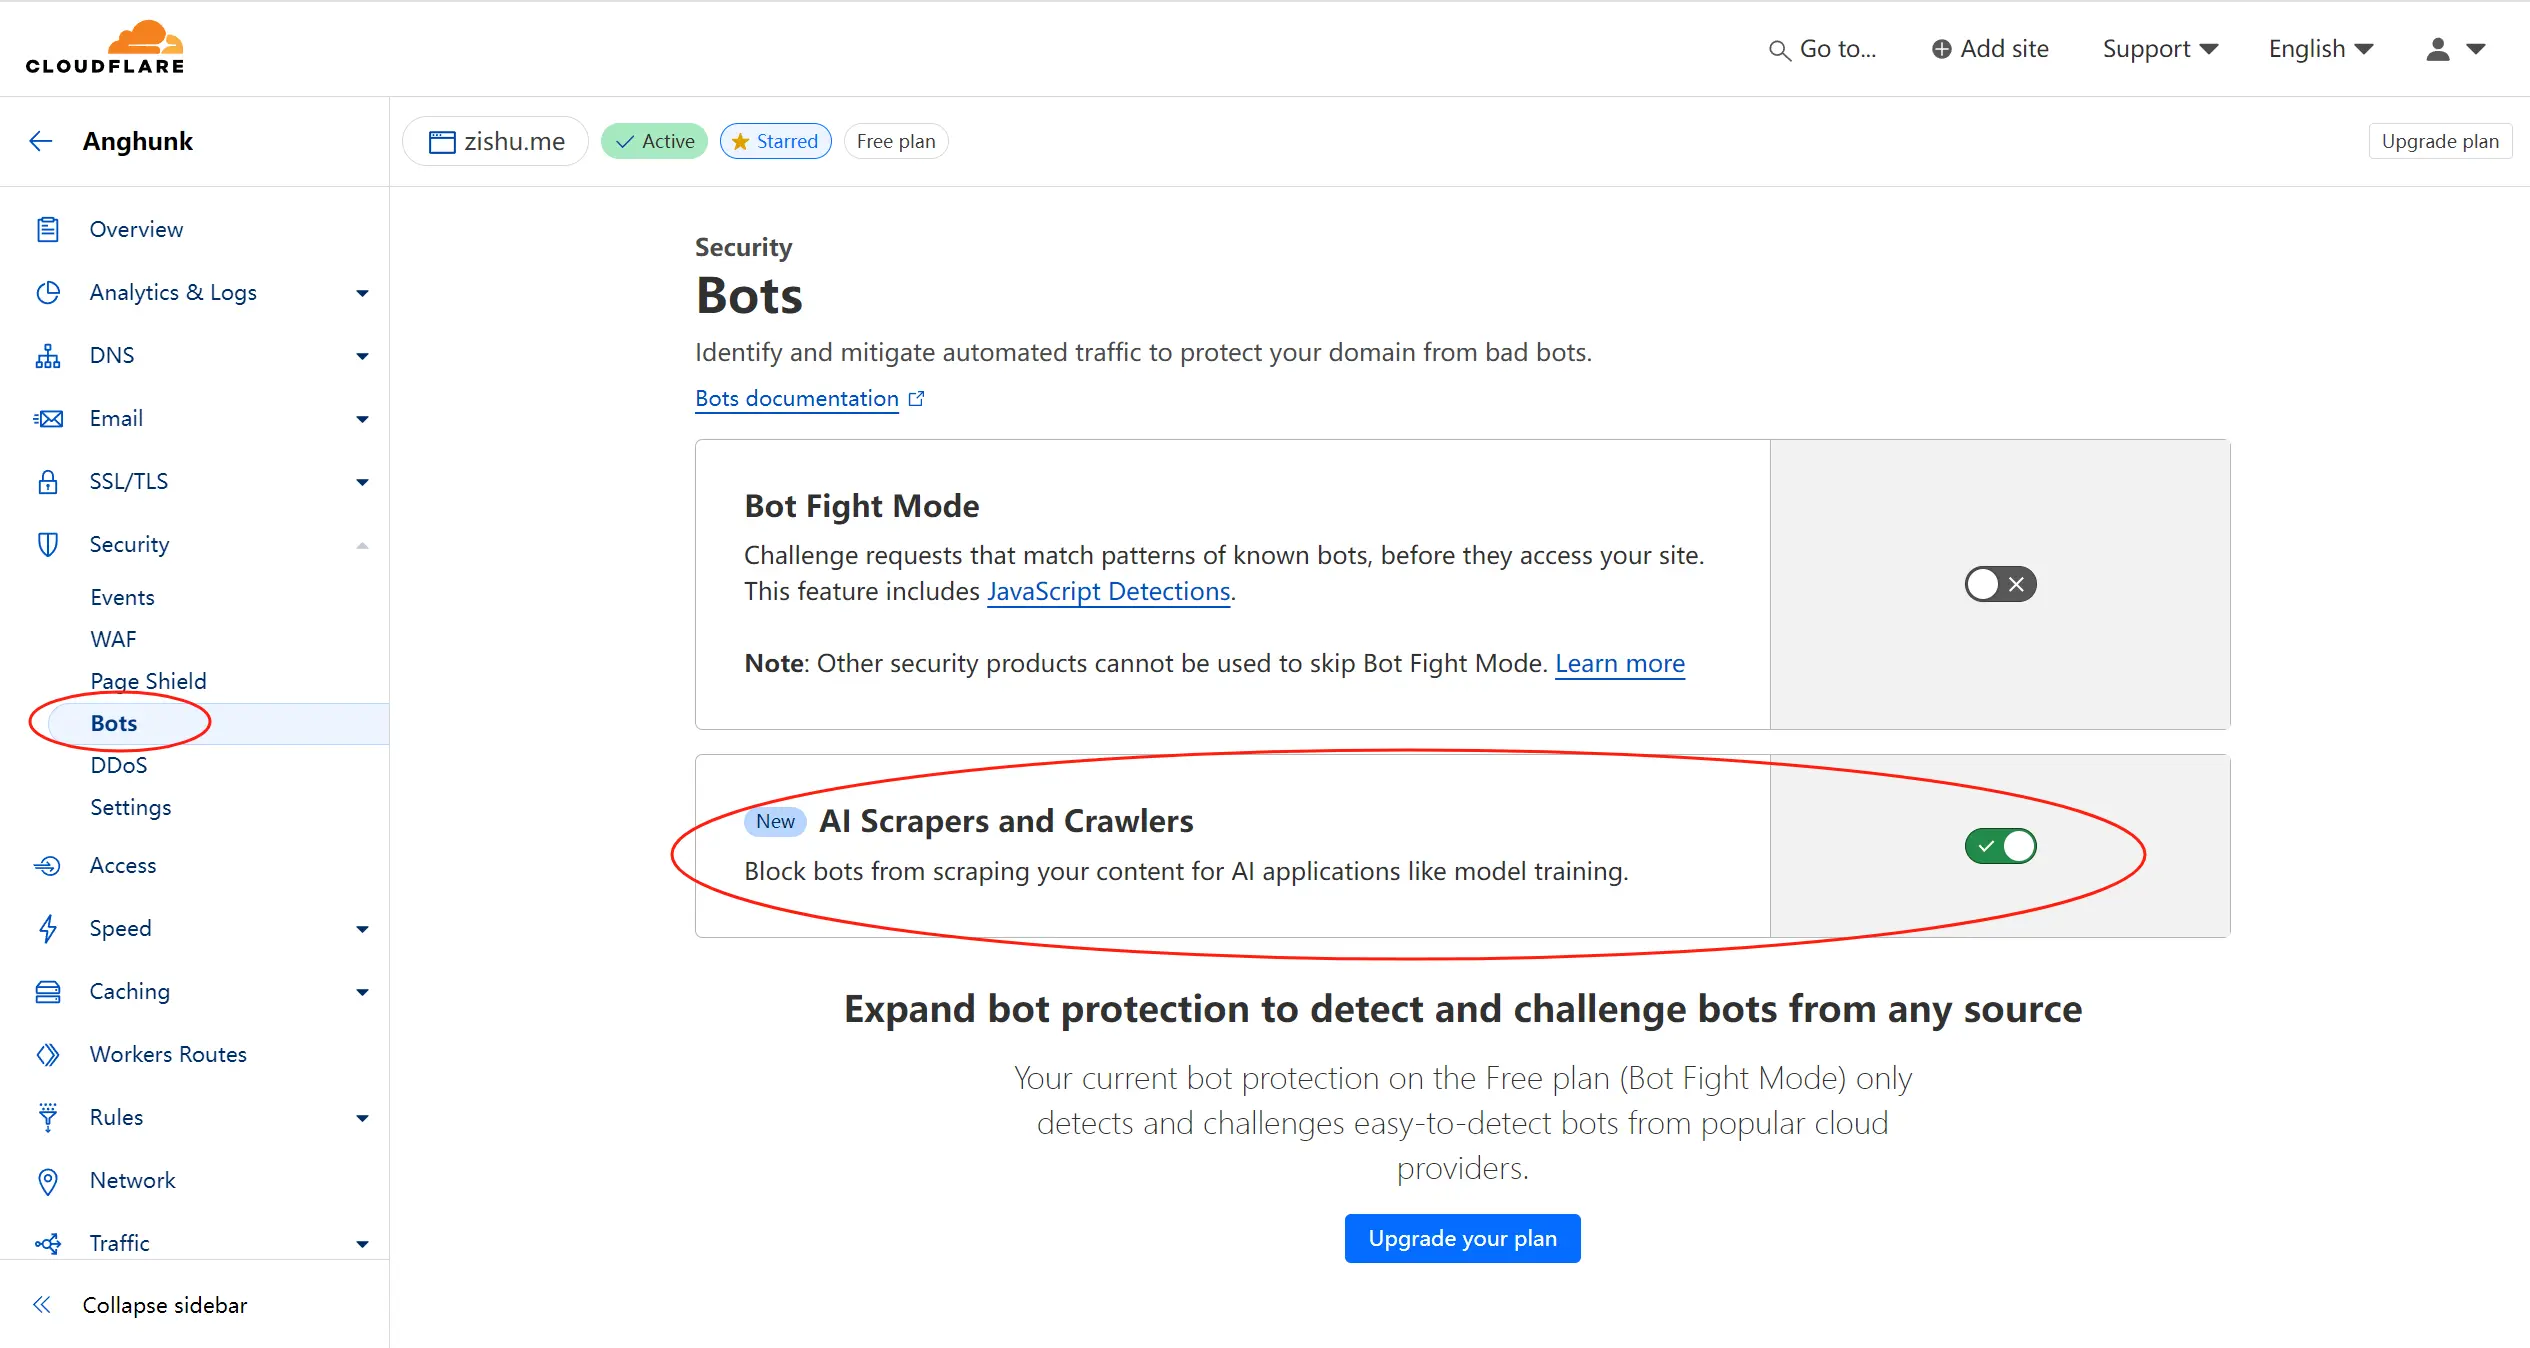 CLOUDFLARE
Go to...
Add site
Support
English
Anghunk
zishu.me
Active
Starred
Free plan
Upgrade plan
Overview
Analytics & Logs
DNS
Email
SSL/TLS
Security
Events
WAF
Page Shield
Bots
DDoS
Settings
Access
Speed
Caching
Workers Routes
Rules
Network
Traffic
Collapse sidebar
Security
Bots
Identify and mitigate automated traffic to protect your domain from bad bots.
Bots documentation
Bot Fight Mode
Challenge requests that match patterns of known bots, before they access your site.
This feature includes JavaScript Detections.
Note: Other security products cannot be used to skip Bot Fight Mode. Learn more
New AI Scrapers and Crawlers
Block bots from scraping your content for AI applications like model training.
Expand bot protection to detect and challenge bots from any source
Your current bot protection on the Free plan (Bot Fight Mode) only
detects and challenges easy-to-detect bots from popular cloud
providers.
Upgrade your plan